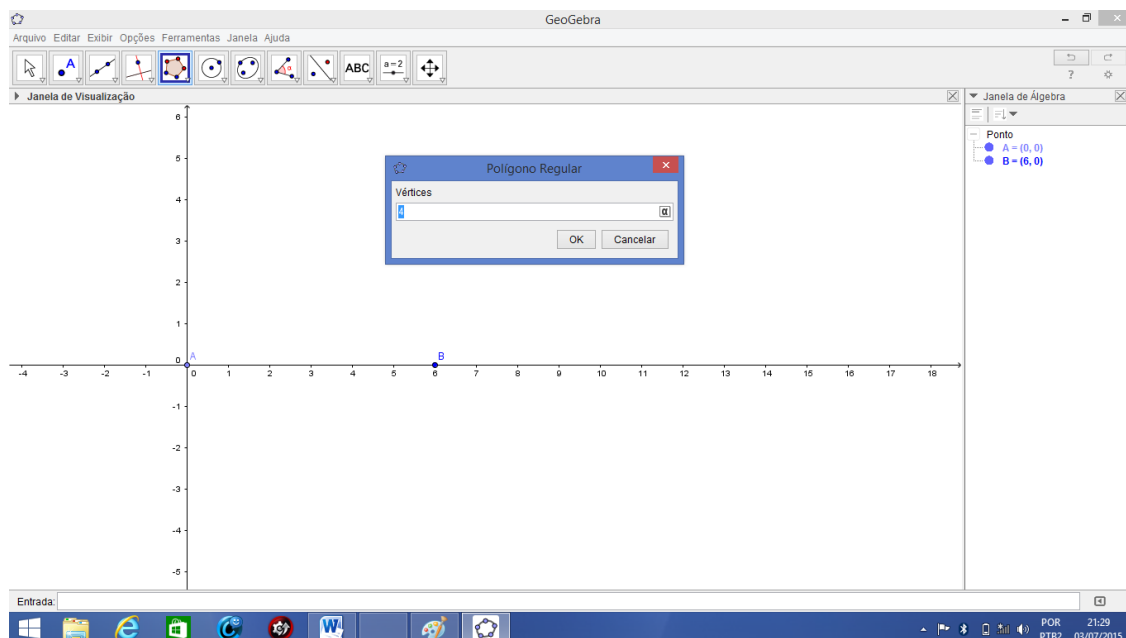 GeoGebra
Arquivo Editar Exibir Opções Ferramentas Janela Ajuda
A
ABC
a = 2
?
Janela de Visualização
Janela de Álgebra
Ponto
A = (0, 0)
B = (6, 0)
Polígono Regular
Vértices
4
α
OK Cancelar
6
5
4
3
2
1
0
A
B
-4 -3 -2 -1 0 1 2 3 4 5 6 7 8 9 10 11 12 13 14 15 16 17 18
-1
-2
-3
-4
-5
Entrada:
POR 21:29
PTB2 03/07/2015